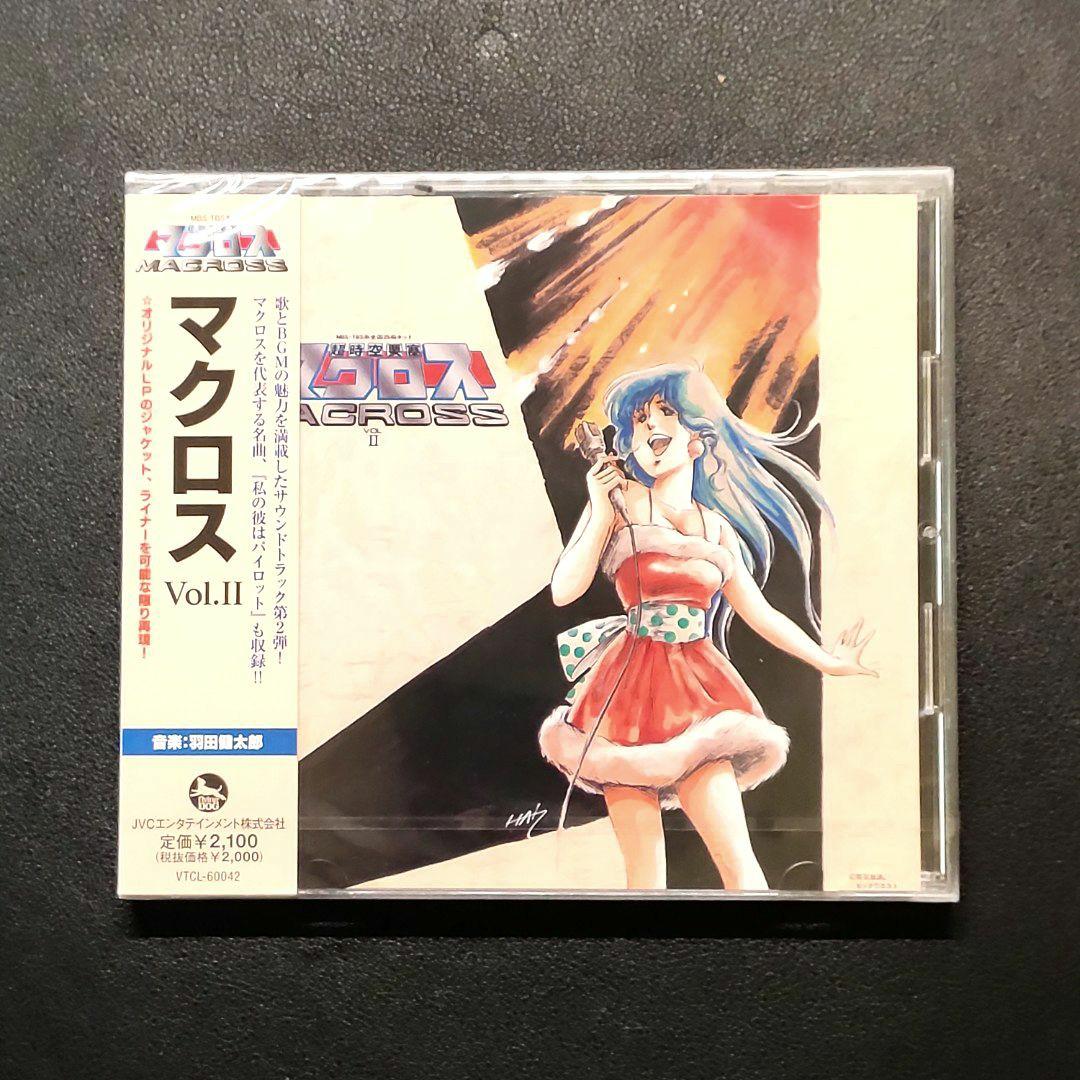 MBS・TBS系
マクロス
MACROSS
マクロス
Vol.II
歌とBGMの魅力を満載したサウンドトラック第2弾!
マクロスを代表する名曲、「私の彼はパイロット」も収録!!
☆オリジナルLPのジャケット、ライナーを可能な限り再現!
音楽:羽田健太郎
flying DOG
JVCエンタテインメント株式会社
定価¥2,100
(税抜価格¥2,000)
VTCL-60042
超時空要塞
クロス
ACROSS
VOL
II